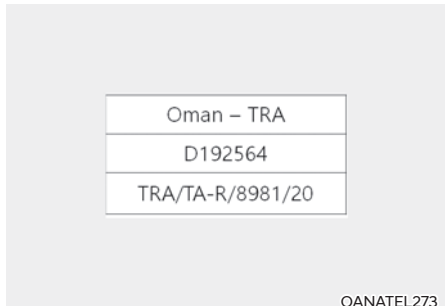 Oman – TRA
D192564
TRA/TA-R/8981/20
OANATEL273